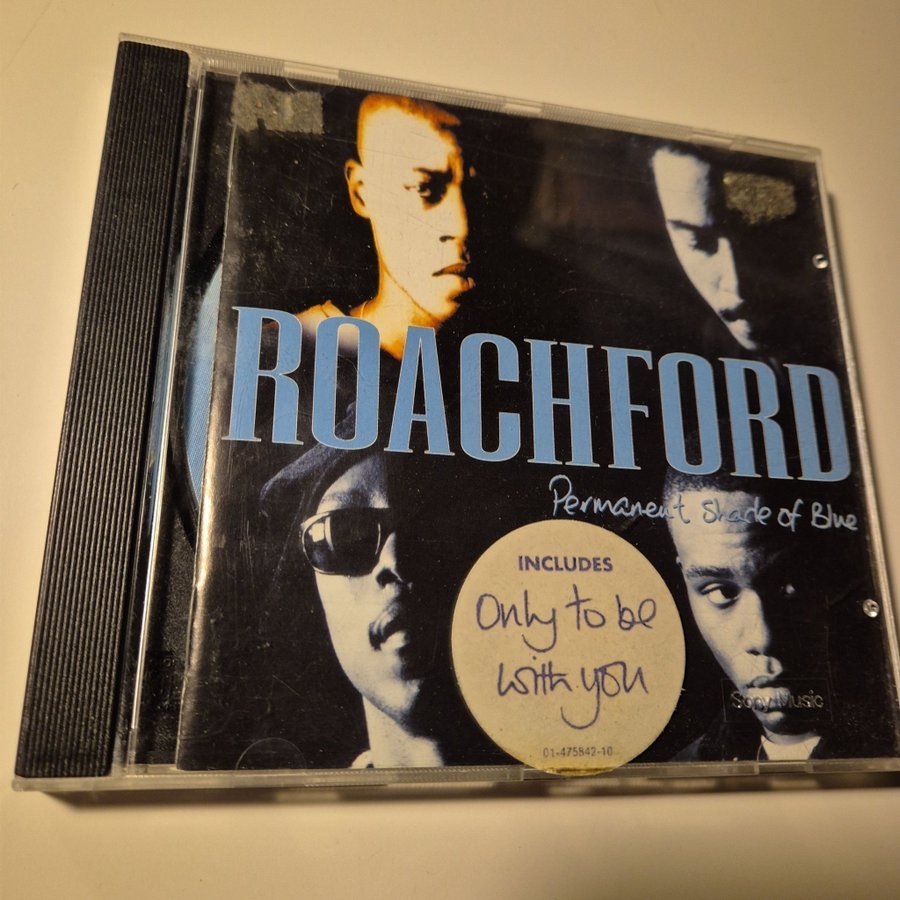 ROACHFORD
Permanent Shade of Blue
INCLUDES
Only to be
with you
01-475842-10
Sony Music